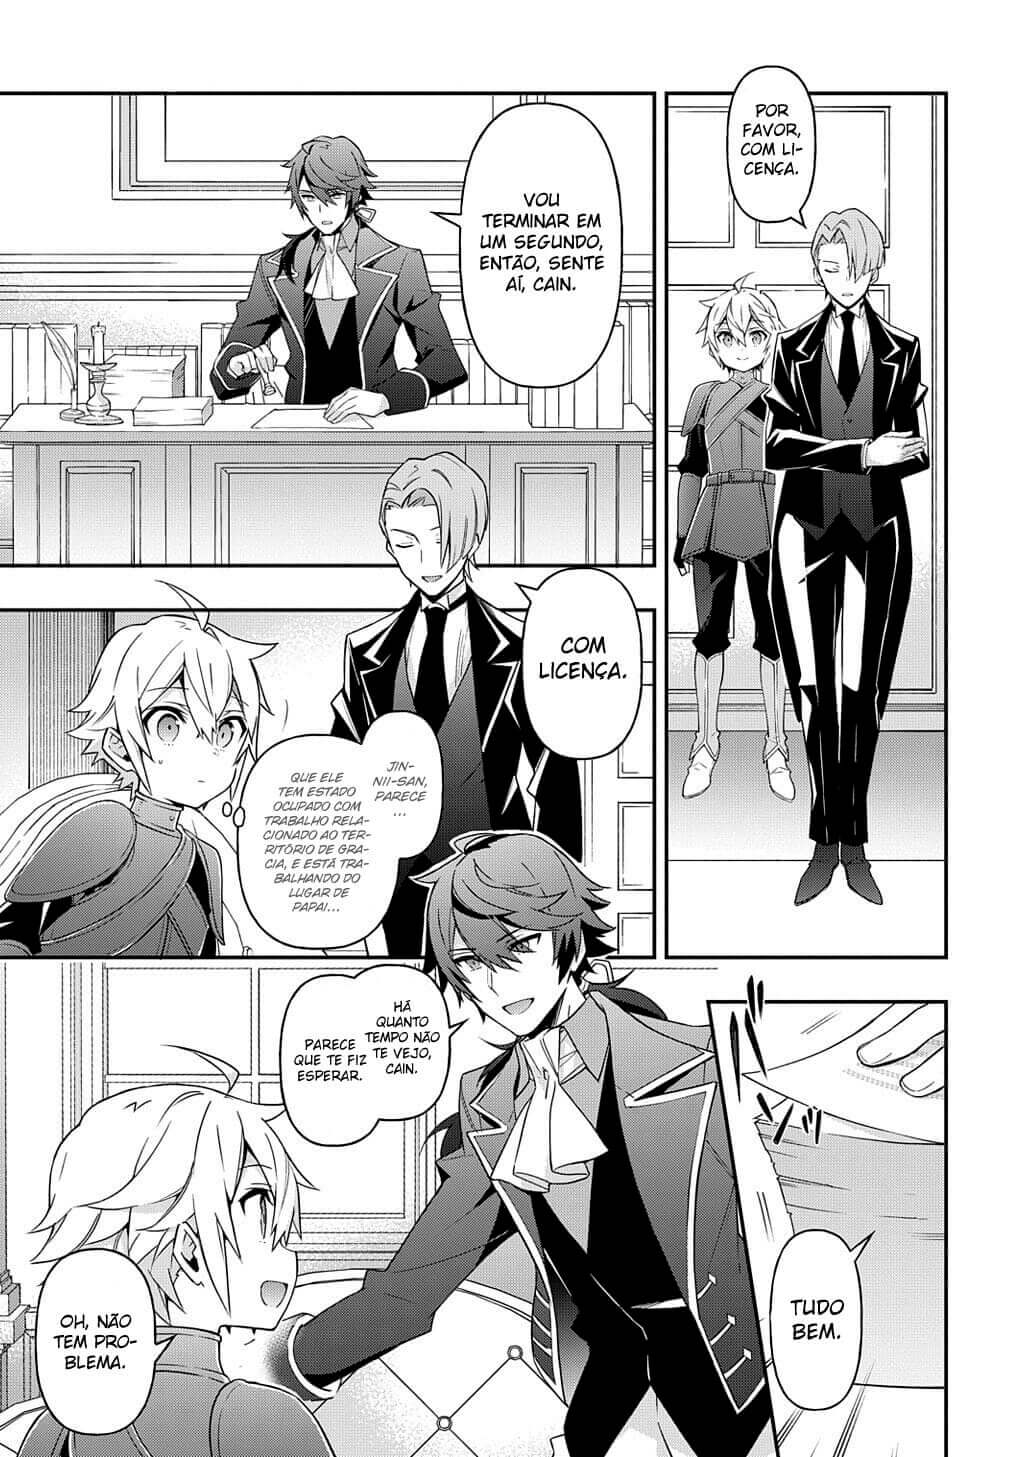 POR
FAVOR,
COM LI-
CENÇA.
VOU
TERMINAR EM
UM SEGUNDO,
ENTÃO, SENTE
AÍ, CAIN.
COM
LICENÇA.
JIN-
NII-SAN,
PARECE
...
QUE ELE
TEM ESTADO
OCUPADO COM
TRABALHO RELA-
CIONADO AO TER-
RITÓRIO DE GRA-
CIA, E ESTÁ TRA-
BALHANDO DO
LUGAR DE
PAPAI...
TUDO
BEM.
HÁ
QUANTO
TEMPO NÃO
TE VEJO,
CAIN.
PARECE
QUE TE FIZ
ESPERAR.
OH, NÃO
TEM PRO-
BLEMA.